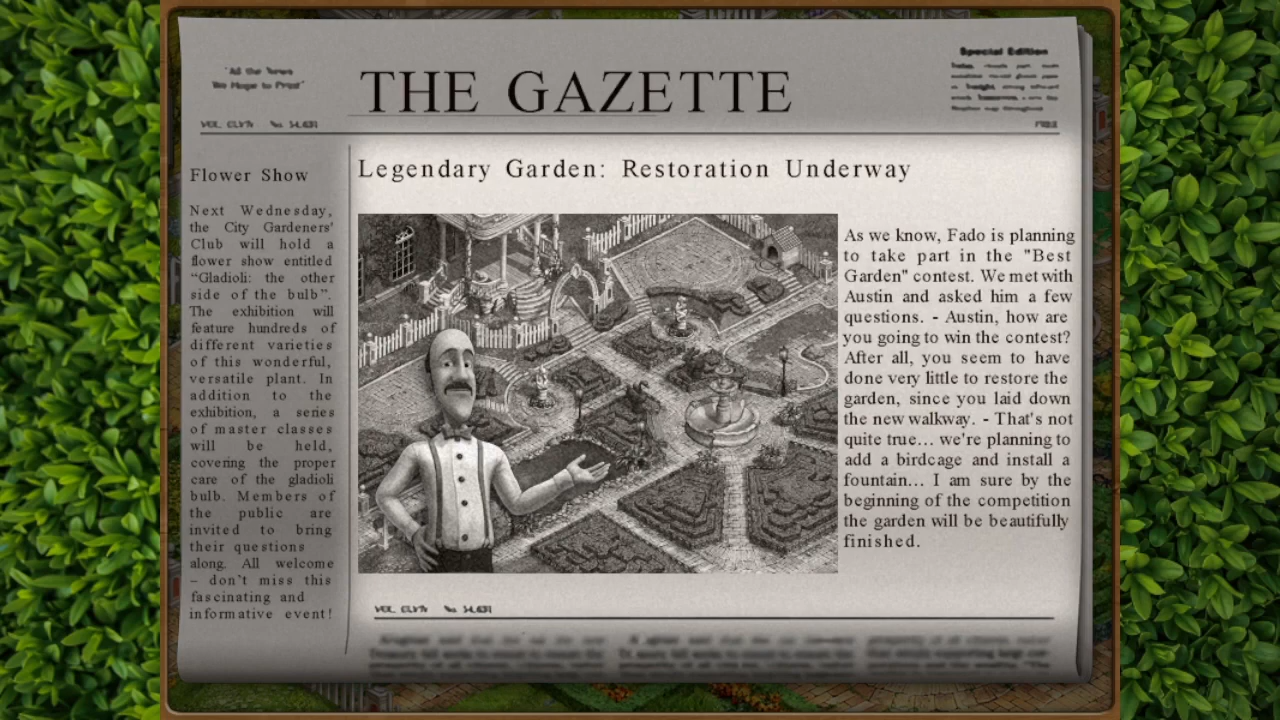 "All the News
We Hope to Print"
THE GAZETTE
Special Edition
VOL. CLVIV No. 54,631
FREE
Flower Show
Next Wednesday,
the City Gardeners'
Club will hold a
flower show entitled
“Gladioli: the other
side of the bulb”.
The exhibition will
feature hundreds of
different varieties
of this wonderful,
versatile plant. In
addition to the
exhibition, a series
of master classes
will be held,
covering the proper
care of the gladioli
bulb. Members of
the public are
invited to bring
their questions
along. All welcome
– don`t miss this
fascinating and
informative event!
Legendary Garden: Restoration Underway
As we know, Fado is planning
to take part in the "Best
Garden" contest. We met with
Austin and asked him a few
questions. - Austin, how are
you going to win the contest?
After all, you seem to have
done very little to restore the
garden, since you laid down
the new walkway. - That's not
quite true... we're planning to
add a birdcage and install a
fountain... I am sure by the
beginning of the competition
the garden will be beautifully
finished.